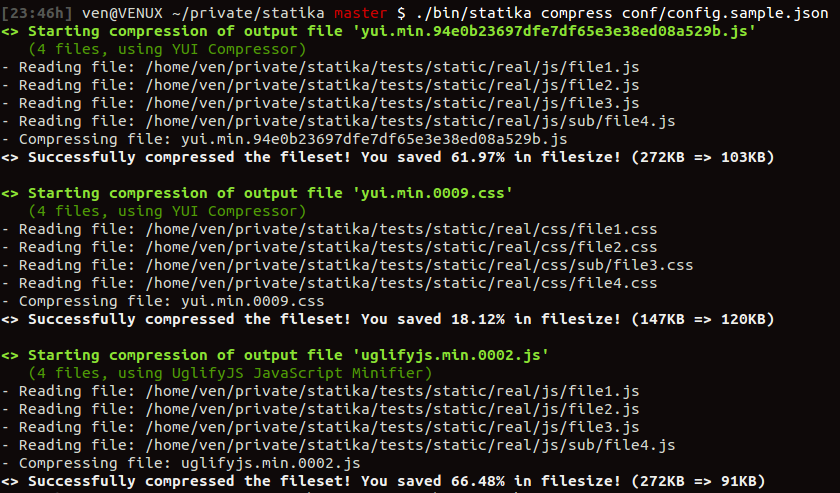 [23:46h] ven@VENUX ~/private/statika master $ ./bin/statika compress conf/config.sample.json
<> Starting compression of output file 'yui.min.94e0b23697dfe7df65e3e38ed08a529b.js'
(4 files, using YUI Compressor)
- Reading file: /home/ven/private/statika/tests/static/real/js/file1.js
- Reading file: /home/ven/private/statika/tests/static/real/js/file2.js
- Reading file: /home/ven/private/statika/tests/static/real/js/file3.js
- Reading file: /home/ven/private/statika/tests/static/real/js/sub/file4.js
- Compressing file: yui.min.94e0b23697dfe7df65e3e38ed08a529b.js
<> Successfully compressed the fileset! You saved 61.97% in filesize! (272KB => 103KB)
<> Starting compression of output file 'yui.min.0009.css'
(4 files, using YUI Compressor)
- Reading file: /home/ven/private/statika/tests/static/real/css/file1.css
- Reading file: /home/ven/private/statika/tests/static/real/css/file2.css
- Reading file: /home/ven/private/statika/tests/static/real/css/sub/file3.css
- Reading file: /home/ven/private/statika/tests/static/real/css/file4.css
- Compressing file: yui.min.0009.css
<> Successfully compressed the fileset! You saved 18.12% in filesize! (147KB => 120KB)
<> Starting compression of output file 'uglifyjs.min.0002.js'
(4 files, using UglifyJS JavaScript Minifier)
- Reading file: /home/ven/private/statika/tests/static/real/js/file1.js
- Reading file: /home/ven/private/statika/tests/static/real/js/file2.js
- Reading file: /home/ven/private/statika/tests/static/real/js/file3.js
- Reading file: /home/ven/private/statika/tests/static/real/js/sub/file4.js
- Compressing file: uglifyjs.min.0002.js
<> Successfully compressed the fileset! You saved 66.48% in filesize! (272KB => 91KB)